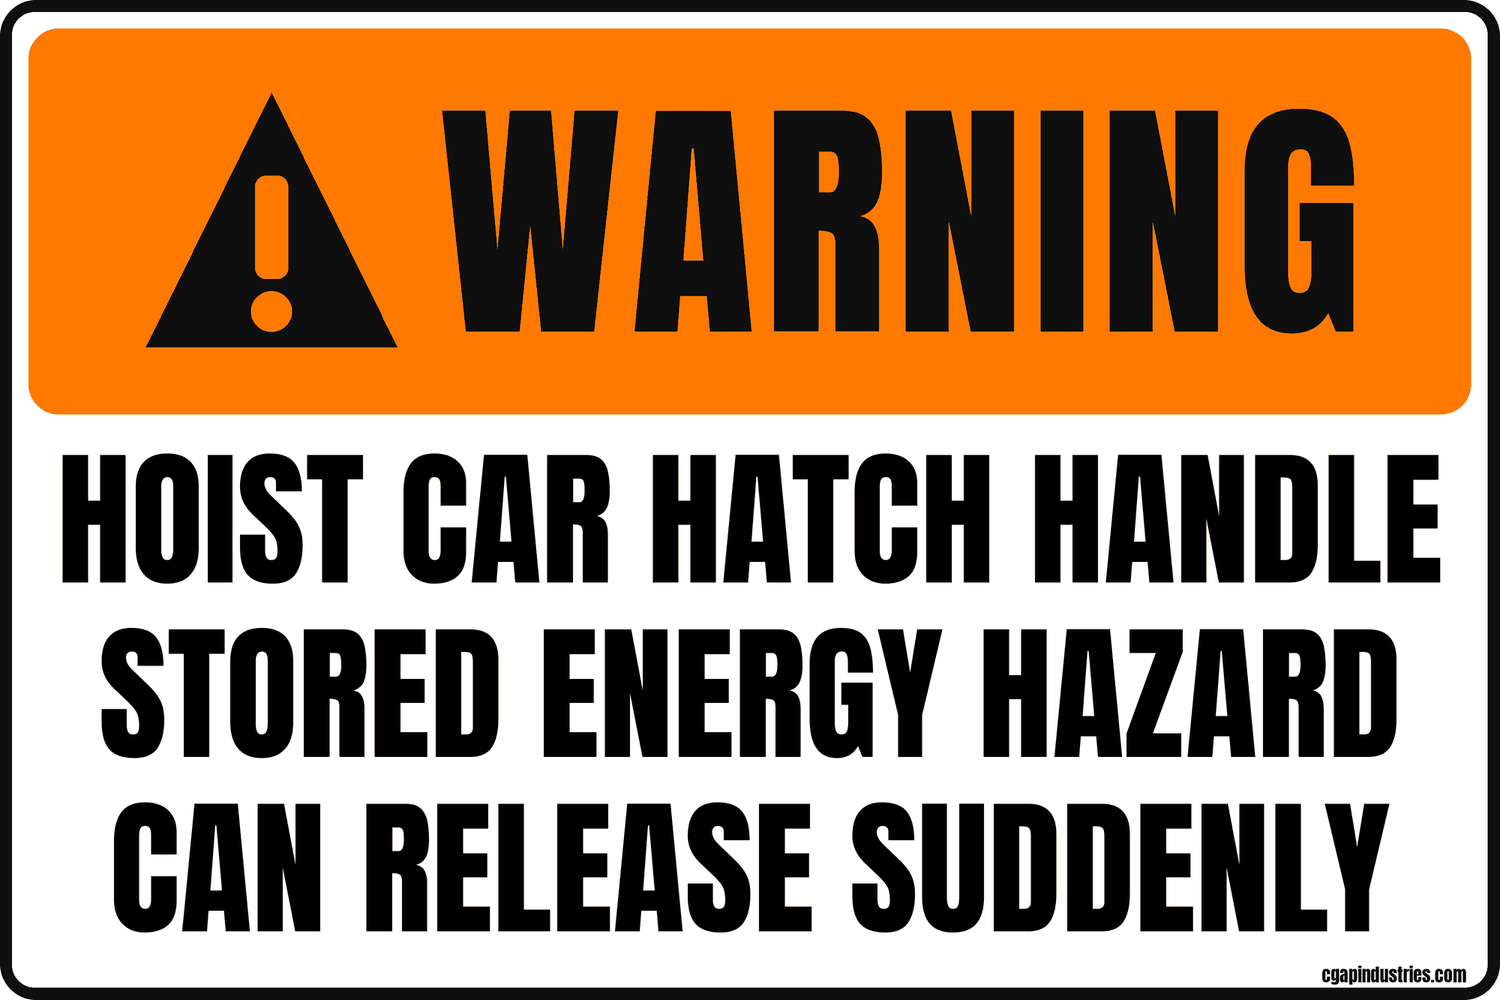 WARNING
HOIST CAR HATCH HANDLE
STORED ENERGY HAZARD
CAN RELEASE SUDDENLY
cgapindustries.com